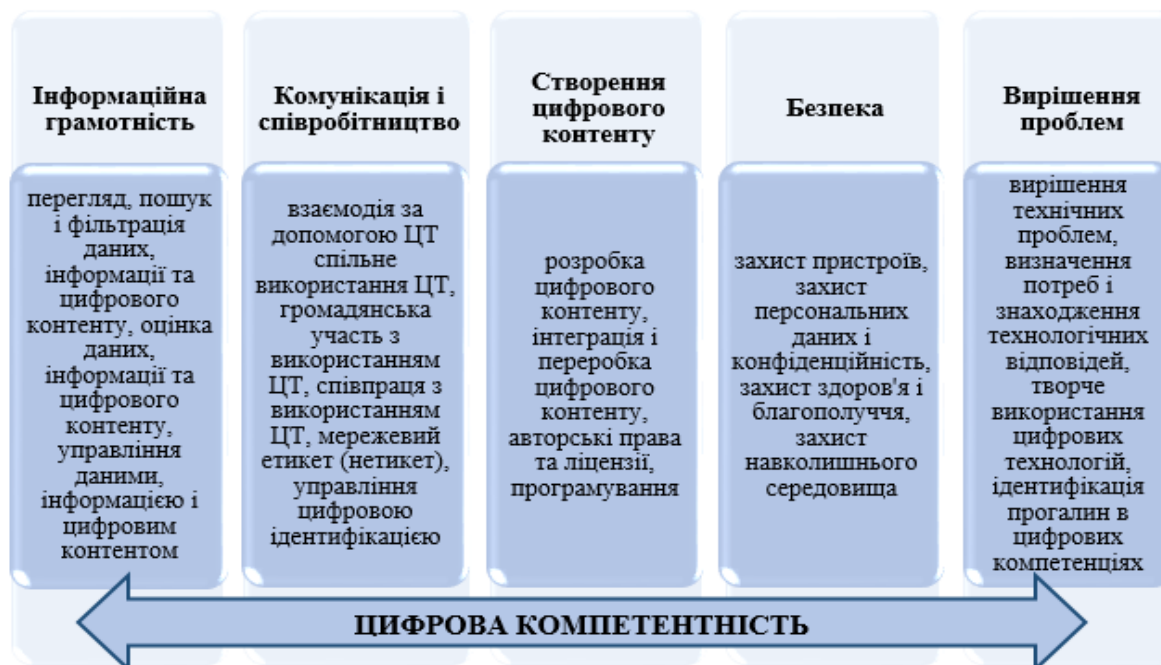 Інформаційна
грамотність
перегляд, пошук
і фільтрація
даних,
інформації та
цифрового
контенту, оцінка
даних,
інформації та
цифрового
контенту,
управління
даними,
інформацією і
цифровим
контентом
Комунікація і
співробітництво
взаємодія за
допомогою ЦТ
спільне
використання ЦТ,
громадянська
участь з
використанням
ЦТ, співпраця з
використанням
ЦТ, мережевий
етикет (нетикет),
управління
цифровою
ідентифікацією
Створення
цифрового
контенту
розробка
цифрового
контенту,
інтеграція і
переробка
цифрового
контенту,
авторські права
та ліцензії,
програмування
Безпека
захист пристроїв,
захист
персональних
даних і
конфіденційність,
захист здоров'я і
благополуччя,
захист
навколишнього
середовища
Вирішення
проблем
вирішення
технічних
проблем,
визначення
потреб і
знаходження
технологічних
відповідей,
творче
використання
цифрових
технологій,
ідентифікація
прогалин в
цифрових
компетенціях
ЦИФРОВА КОМПЕТЕНТНІСТЬ